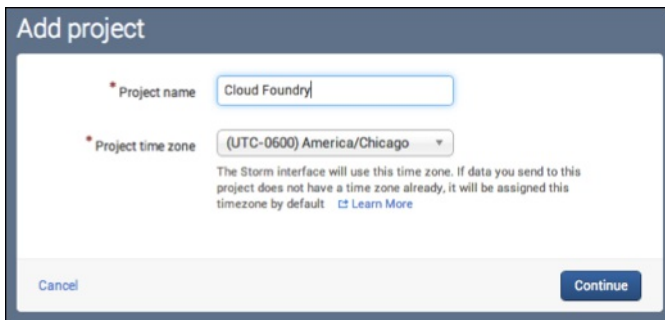 Add project
* Project name
Cloud Foundry
* Project time zone
(UTC-0600) America/Chicago
The Storm interface will use this time zone. If data you send to this
project does not have a time zone already, it will be assigned this
timezone by default Learn More
Cancel
Continue